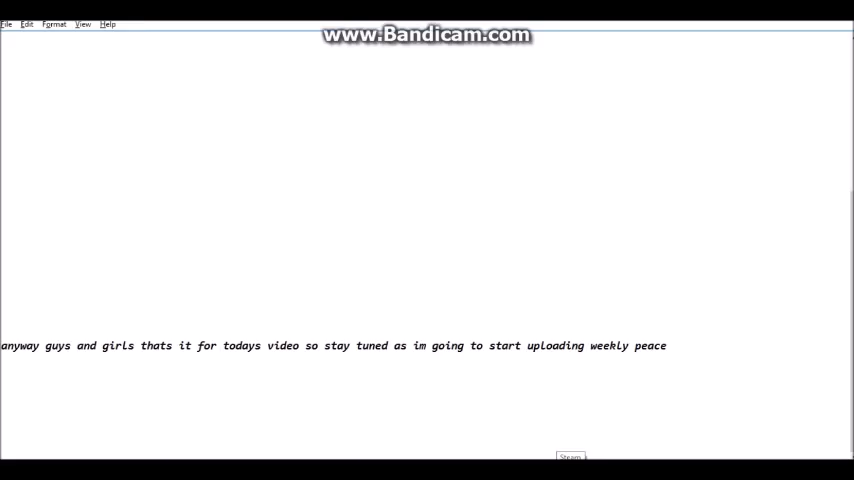 www.Bandicam.com
File Edit Format View Help
anyway guys and girls thats it for todays video so stay tuned as im going to start uploading weekly peace
Steam